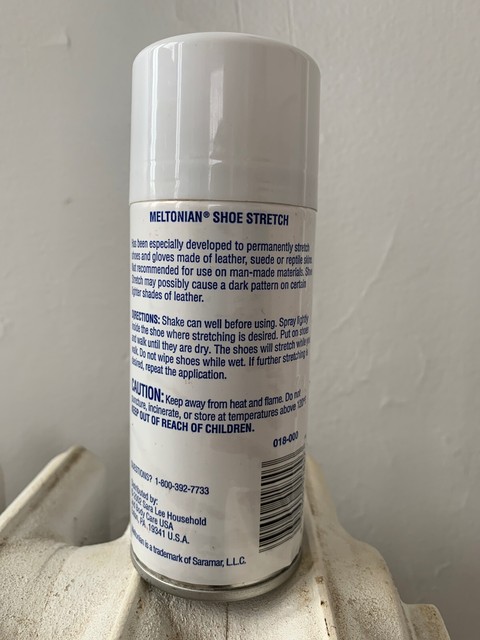 MELTONIAN® SHOE STRETCH
has been especially developed to permanently stretch
shoes and gloves made of leather, suede or reptile skins.
Not recommended for use on man-made materials. Shoe
Stretch may possibly cause a dark pattern on certain
lighter shades of leather.
DIRECTIONS: Shake can well before using. Spray lightly
inside the shoe where stretching is desired. Put on shoes
and walk until they are dry. The shoes will stretch while you
walk. Do not wipe shoes while wet. If further stretching is
desired, repeat the application.
CAUTION: Keep away from heat and flame. Do not
puncture, incinerate, or store at temperatures above 120°F.
KEEP OUT OF REACH OF CHILDREN.
018-000
QUESTIONS? 1-800-392-7733
Distributed by:
Sara Lee Household
and Body Care USA
PA. 19341 U.S.A.
Meltonian is a trademark of Saramar, L.L.C.